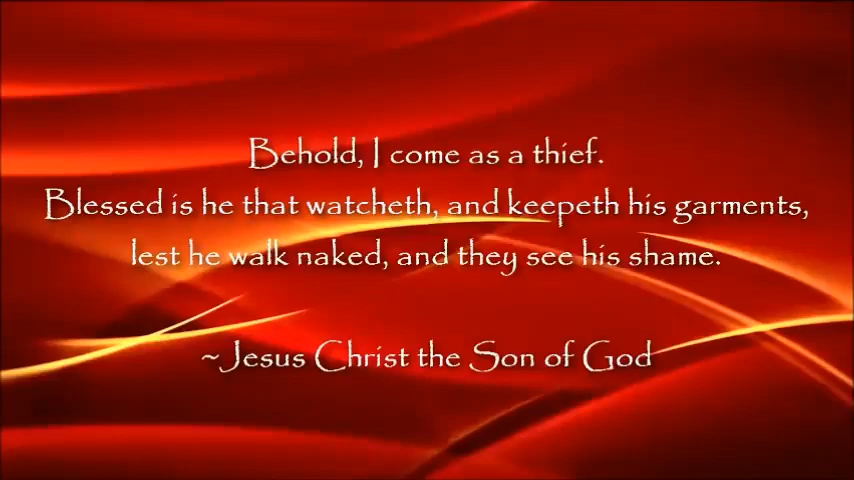 Behold, I come as a thief.
Blessed is he that watcheth, and keepeth his garments,
lest he walk naked, and they see his shame.
~Jesus Christ the Son of God